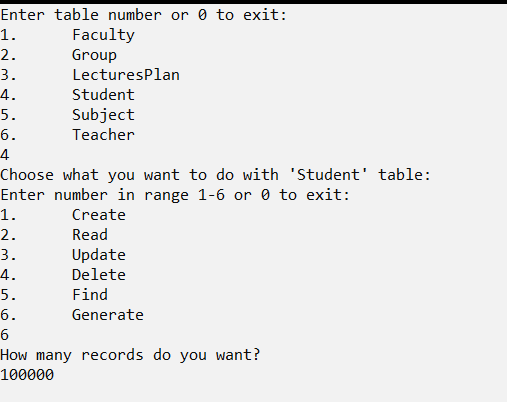 Enter table number or 0 to exit:
1. Faculty
2. Group
3. LecturesPlan
4. Student
5. Subject
6. Teacher
4
Choose what you want to do with 'Student' table:
Enter number in range 1-6 or 0 to exit:
1. Create
2. Read
3. Update
4. Delete
5. Find
6. Generate
6
How many records do you want?
100000